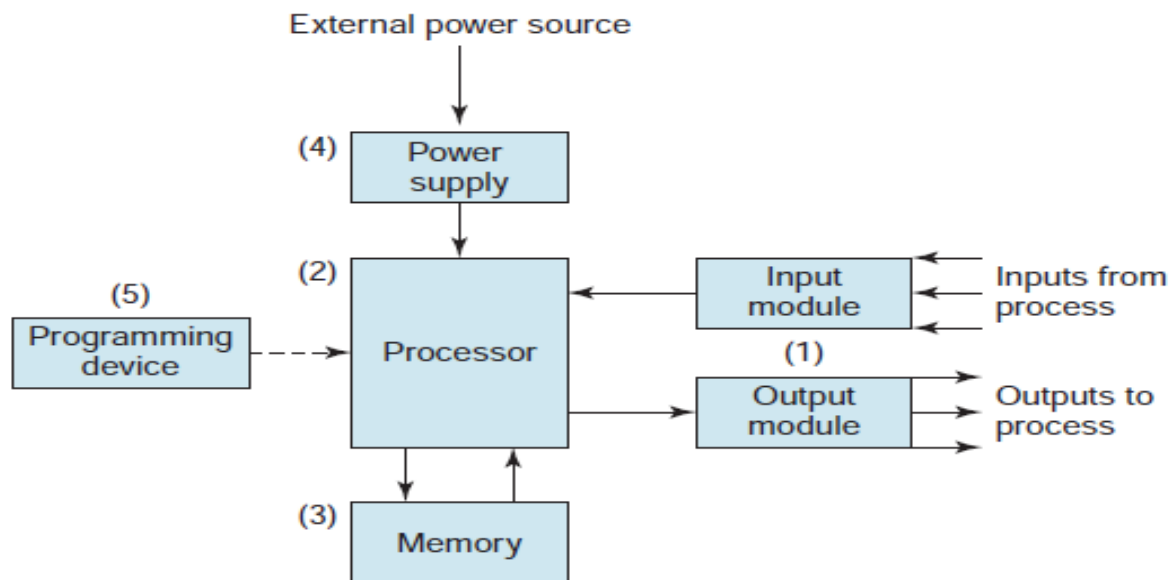 External power source
(4)
Power
supply
(2)
(5)
Programming
device
Processor
Input
module
Inputs from
process
(1)
Output
module
Outputs to
process
(3)
Memory